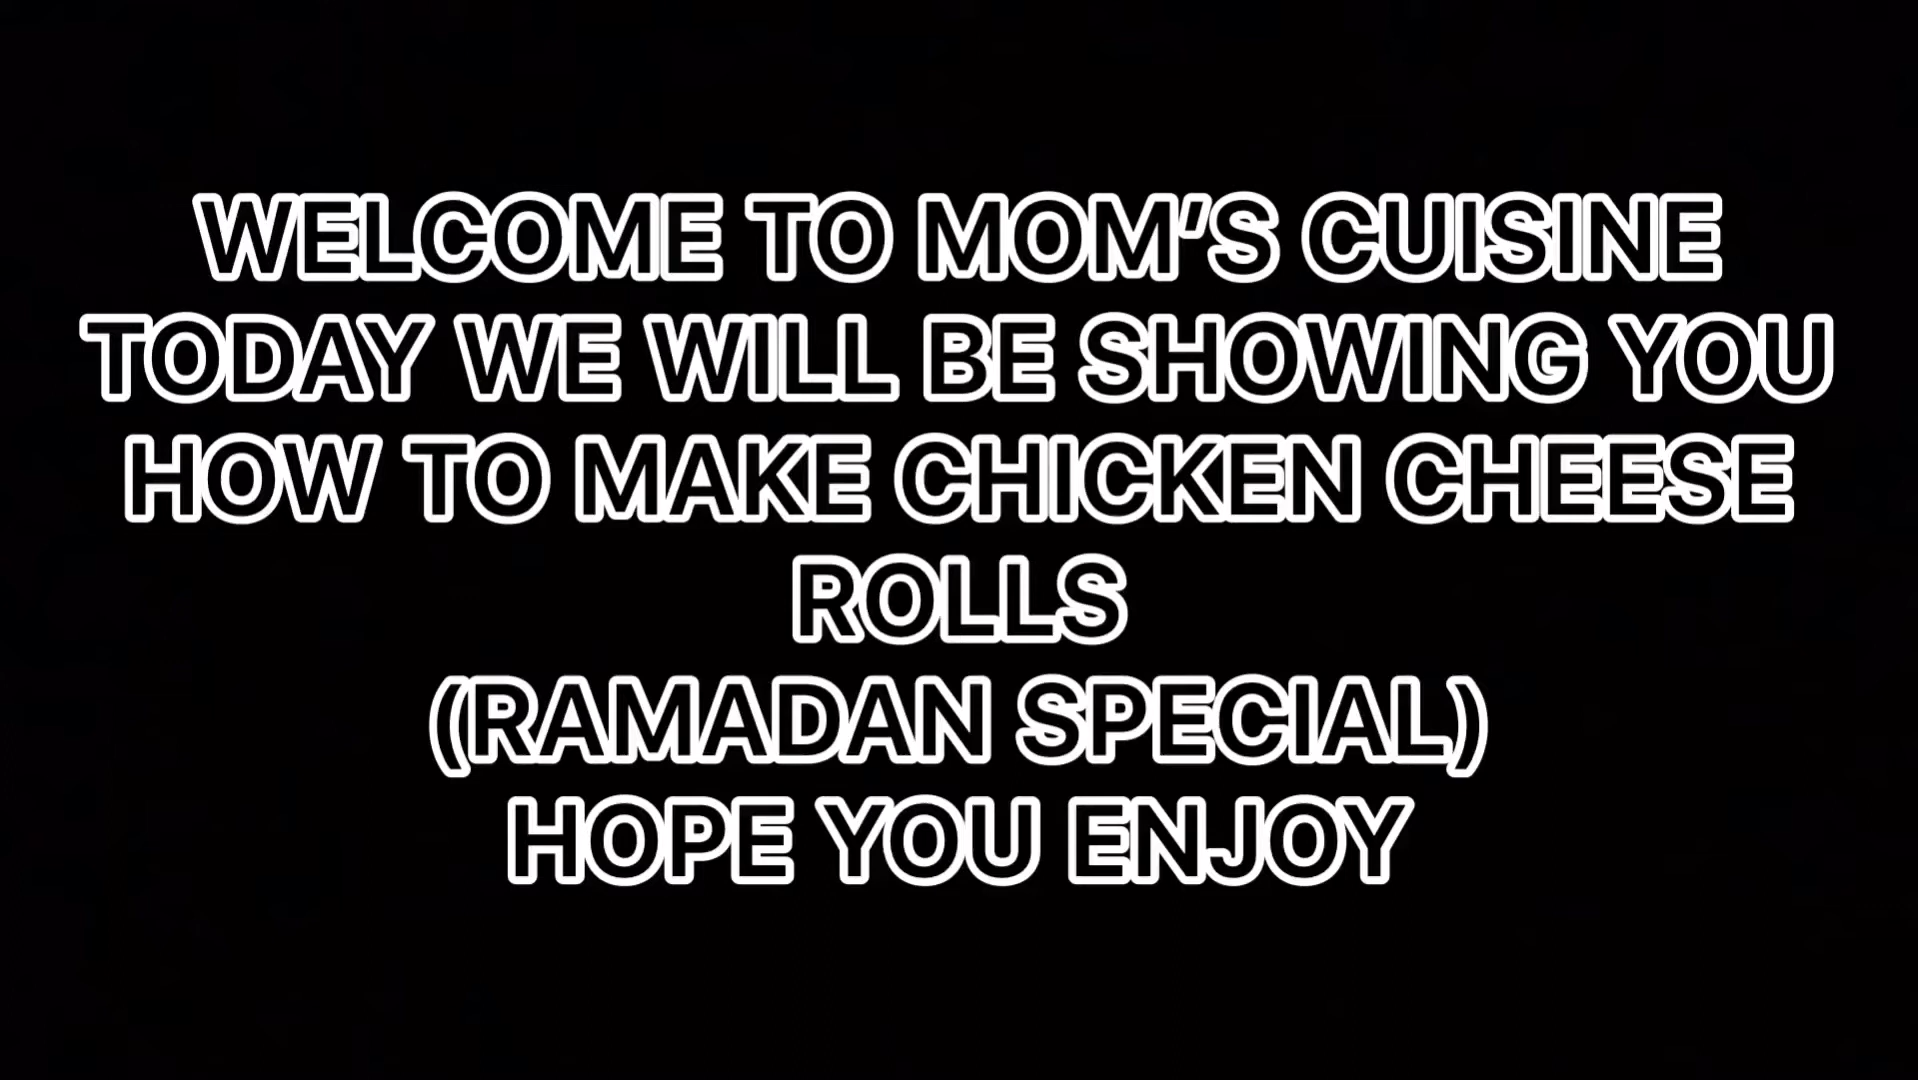 WELCOME TO MOM'S CUISINE
TODAY WE WILL BE SHOWING YOU
HOW TO MAKE CHICKEN CHEESE
ROLLS
(RAMADAN SPECIAL)
HOPE YOU ENJOY